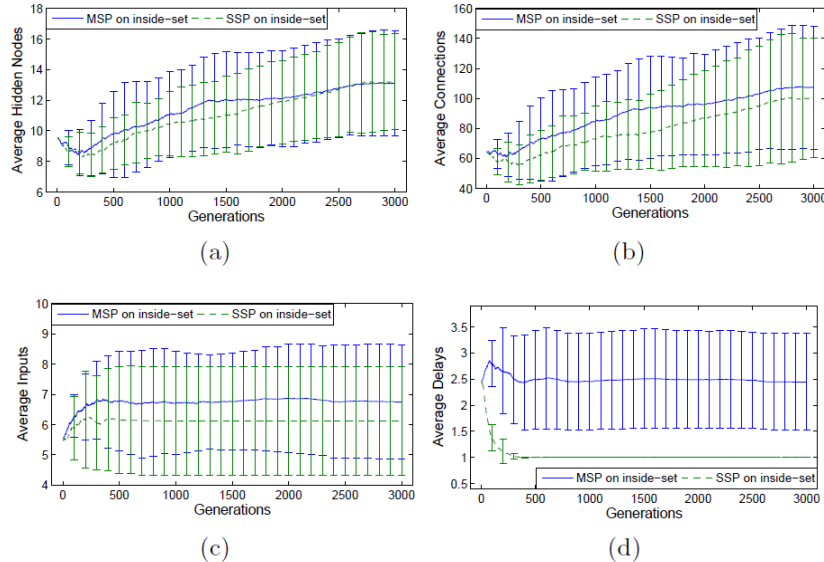 MSP on inside-set SSP on inside-set
18
16
14
12
10
8
6
Average Hidden Nodes
0 500 1000 1500 2000 2500 3000
Generations
(a)
MSP on inside-set SSP on inside-set
160
140
120
100
80
60
40
Average Connections
0 500 1000 1500 2000 2500 3000
Generations
(b)
MSP on inside-set SSP on inside-set
10
9
8
7
6
5
4
Average Inputs
0 500 1000 1500 2000 2500 3000
Generations
(c)
3.5
3
2.5
2
1.5
1
0.5
Average Delays
MSP on inside-set SSP on inside-set
0 500 1000 1500 2000 2500 3000
Generations
(d)